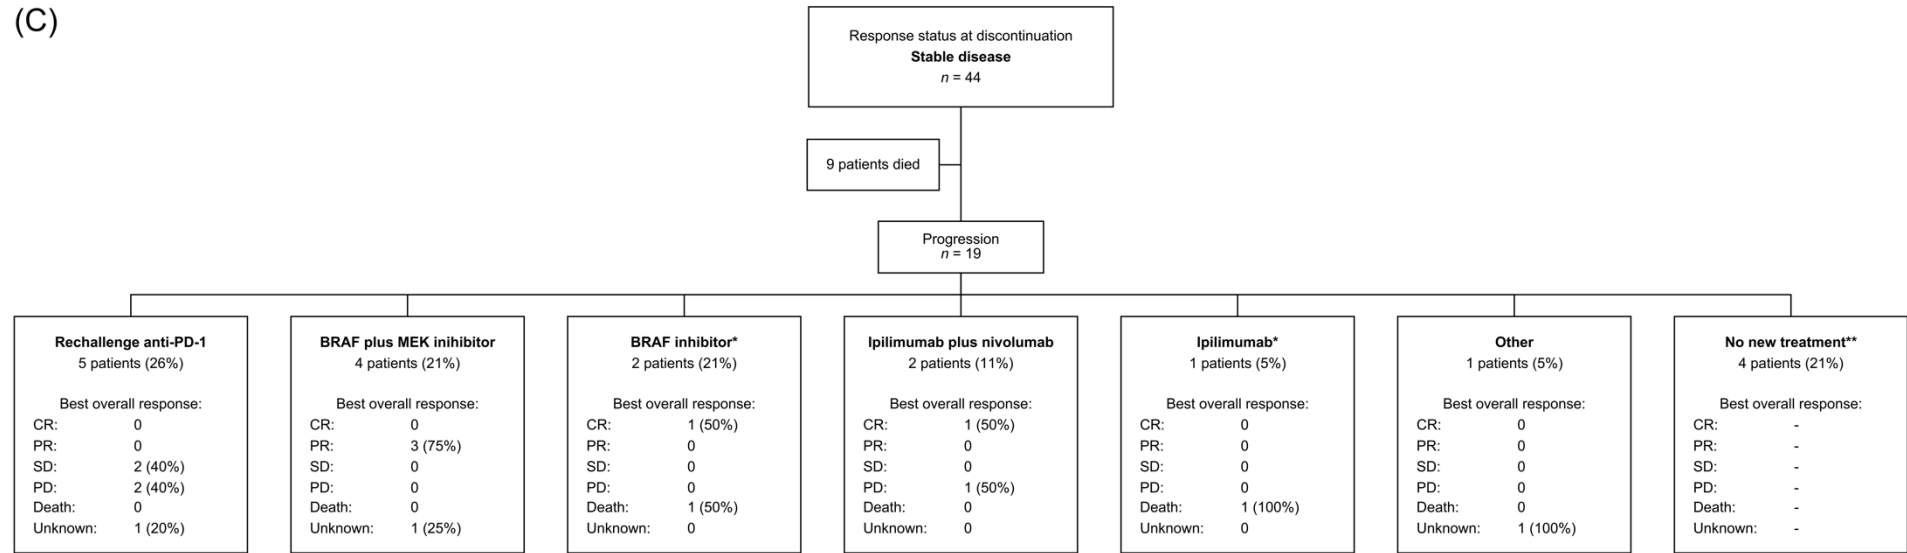 (C)
Response status at discontinuation
Stable disease
n = 44
9 patients died
Progression
n = 19
Rechallenge anti-PD-1
5 patients (26%)
Best overall response:
CR: 0
PR: 0
SD: 2 (40%)
PD: 2 (40%)
Death: 0
Unknown: 1 (20%)
BRAF plus MEK inihibitor
4 patients (21%)
Best overall response:
CR: 0
PR: 3 (75%)
SD: 0
PD: 0
Death: 0
Unknown: 1 (25%)
BRAF inhibitor*
2 patients (21%)
Best overall response:
CR: 1 (50%)
PR: 0
SD: 0
PD: 0
Death: 1 (50%)
Unknown: 0
Ipilimumab plus nivolumab
2 patients (11%)
Best overall response:
CR: 1 (50%)
PR: 0
SD: 0
PD: 1 (50%)
Death: 0
Unknown: 0
Ipilimumab*
1 patients (5%)
Best overall response:
CR: 0
PR: 0
SD: 0
PD: 0
Death: 1 (100%)
Unknown: 0
Other
1 patients (5%)
Best overall response:
CR: 0
PR: 0
SD: 0
PD: 0
Death: 0
Unknown: 1 (100%)
No new treatment**
4 patients (21%)
Best overall response:
CR: -
PR: -
SD: -
PD: -
Death: -
Unknown: -